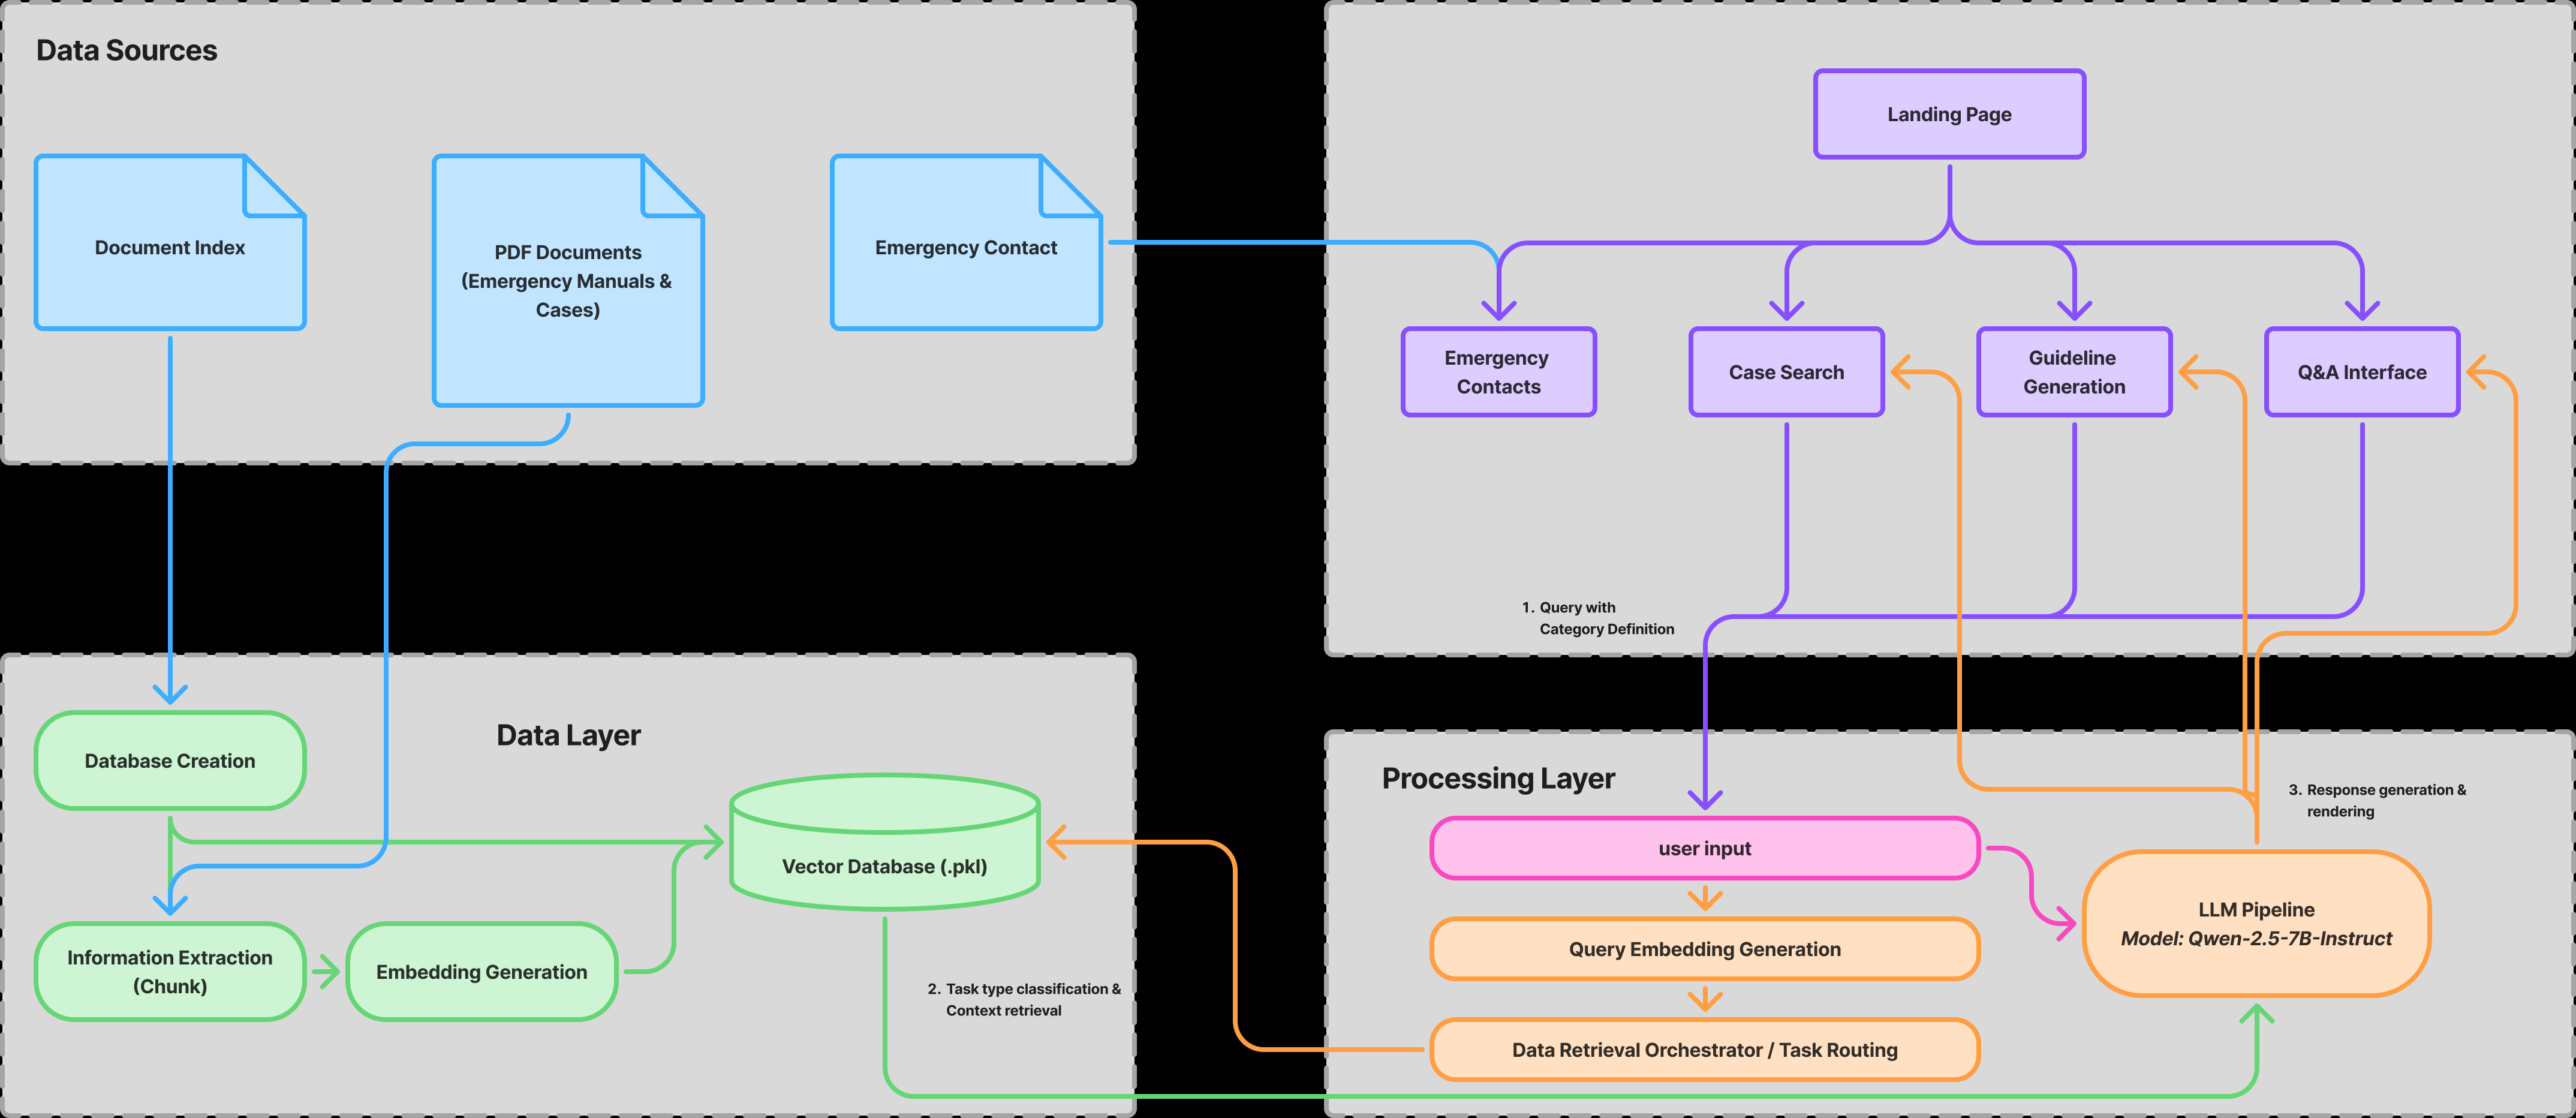 Data Sources
Document Index
PDF Documents
(Emergency Manuals &
Cases)
Emergency Contact
Landing Page
Emergency
Contacts
Case Search
Guideline
Generation
Q&A Interface
1. Query with
Category Definition
Data Layer
Database Creation
Vector Database (.pkl)
Information Extraction
(Chunk)
Embedding Generation
2. Task type classification &
Context retrieval
Processing Layer
3. Response generation &
rendering
user input
Query Embedding Generation
Data Retrieval Orchestrator / Task Routing
LLM Pipeline
Model: Qwen-2.5-7B-Instruct